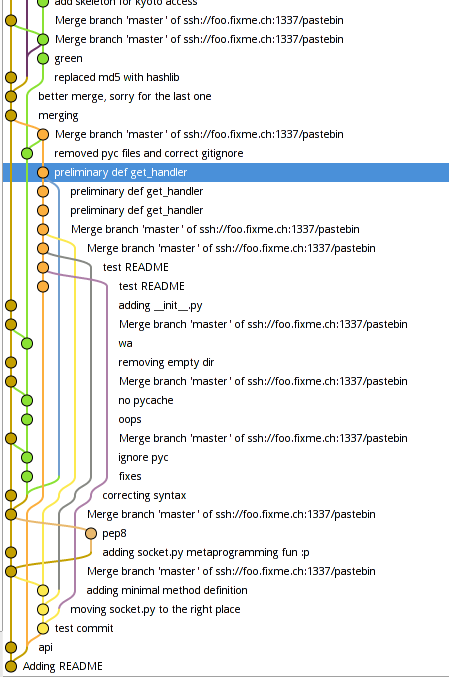 add skeleton for kyoto access
Merge branch 'master' of ssh://foo.fixme.ch:1337/pastebin
Merge branch 'master' of ssh://foo.fixme.ch:1337/pastebin
green
replaced md5 with hashlib
better merge, sorry for the last one
merging
Merge branch 'master' of ssh://foo.fixme.ch:1337/pastebin
removed pyc files and correct gitignore
preliminary def get_handler
preliminary def get_handler
preliminary def get_handler
Merge branch 'master' of ssh://foo.fixme.ch:1337/pastebin
Merge branch 'master' of ssh://foo.fixme.ch:1337/pastebin
test README
test README
adding __init__.py
Merge branch 'master' of ssh://foo.fixme.ch:1337/pastebin
wa
removing empty dir
Merge branch 'master' of ssh://foo.fixme.ch:1337/pastebin
no pycache
oops
Merge branch 'master' of ssh://foo.fixme.ch:1337/pastebin
ignore pyc
fixes
correcting syntax
Merge branch 'master' of ssh://foo.fixme.ch:1337/pastebin
pep8
adding socket.py metaprogramming fun :p
Merge branch 'master' of ssh://foo.fixme.ch:1337/pastebin
adding minimal method definition
moving socket.py to the right place
test commit
api
Adding README